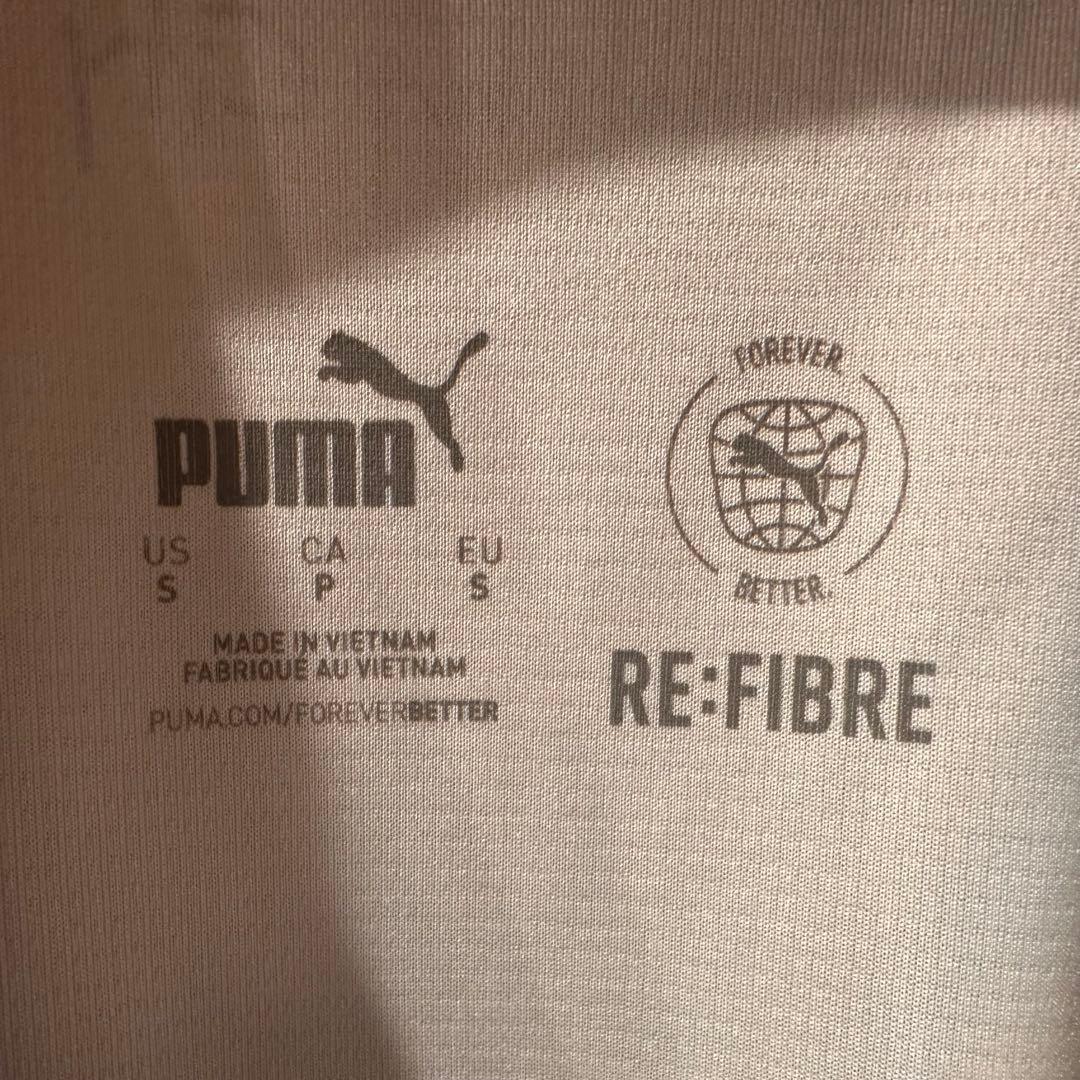 PUMA
US CA EU
S P S
MADE IN VIETNAM
FABRIQUÉ AU VIETNAM
PUMA.COM/FOREVERBETTER
FOREVER.
BETTER.
RE:FIBRE